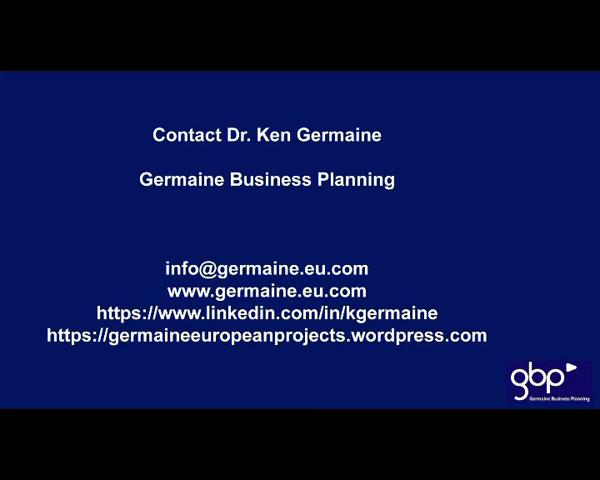 Contact Dr. Ken Germaine
Germaine Business Planning
info@germaine.eu.com
www.germaine.eu.com
https://www.linkedin.com/in/kgermaine
https://germaineeuropeanprojects.wordpress.com
gbp
Germaine Business Planning